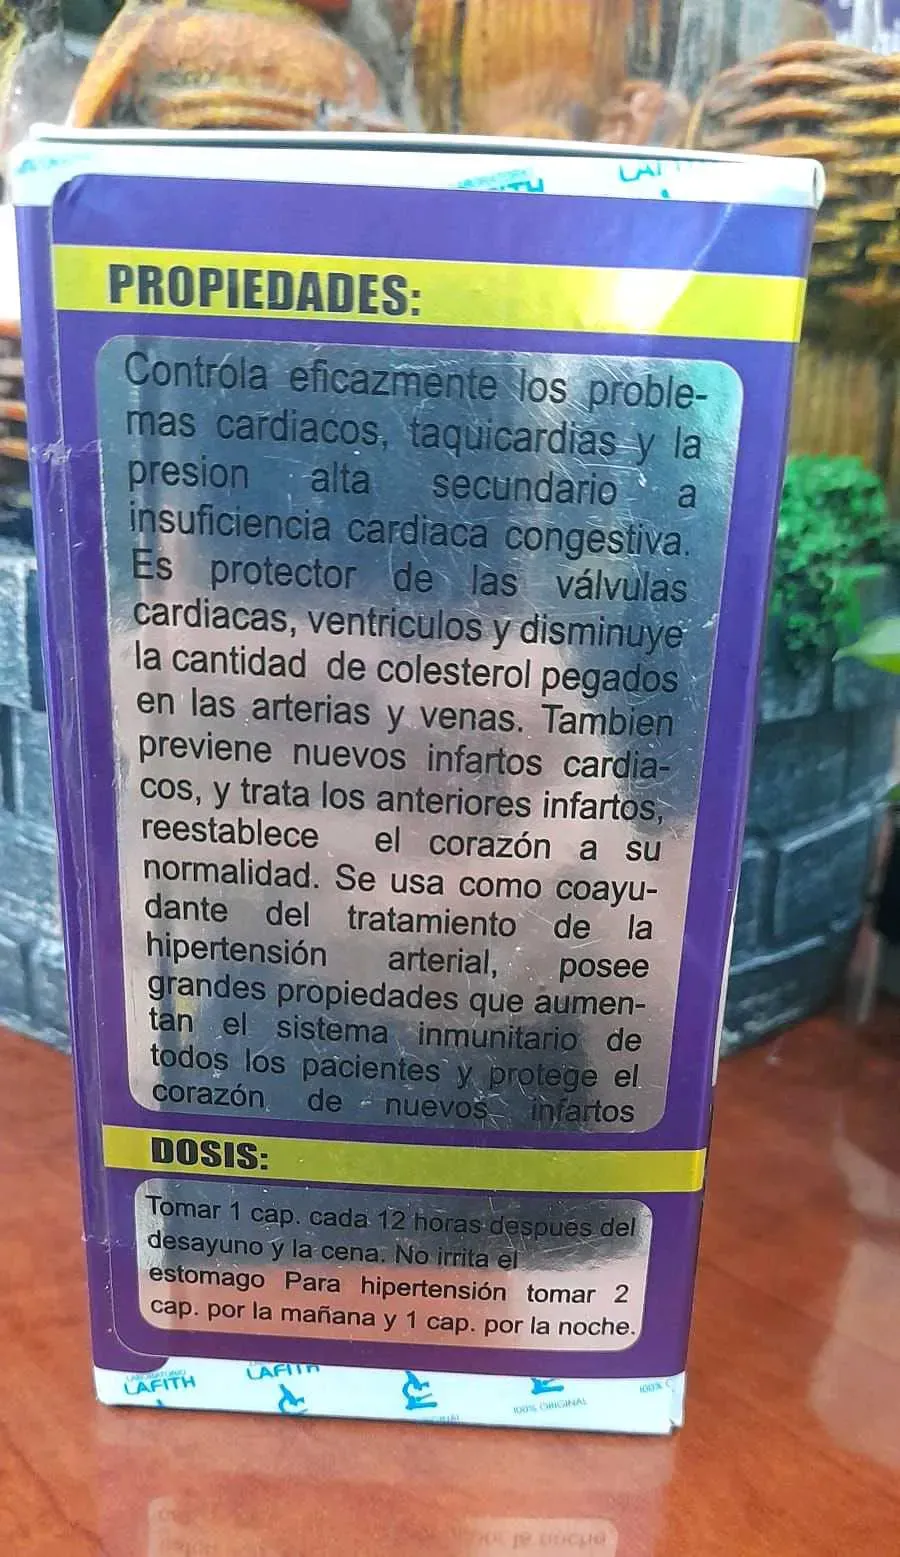 LAFITH
PROPIEDADES:
Contróla eficazmente los proble-
mas cardiacos, taquicardias y la
presion alta secundario a
insuficiencia cardiaca congestiva.
Es protector de las válvulas
cardiacas, ventriculos y disminuye
la cantidad de colesterol pegados
en las arterias y venas. Tambien
previene nuevos infartos cardia-
cos, y trata los anteriores infartos,
reestablece el corazón a su
normalidad. Se usa como coayu-
dante del tratamiento de la
hipertensión arterial, posee
grandes propiedades que aumen-
tan el sistema inmunitario de
todos los pacientes y protege el
corazón de nuevos infartos
DOSIS:
Tomar 1 cap. cada 12 horas despues del
desayuno y la cena. No irrita el
estomago Para hipertensión tomar 2
cap. por la mañana y 1 cap. por la noche.
LABORATORIO
LAFITH
LAFITH
100% ORIGINAL
100%